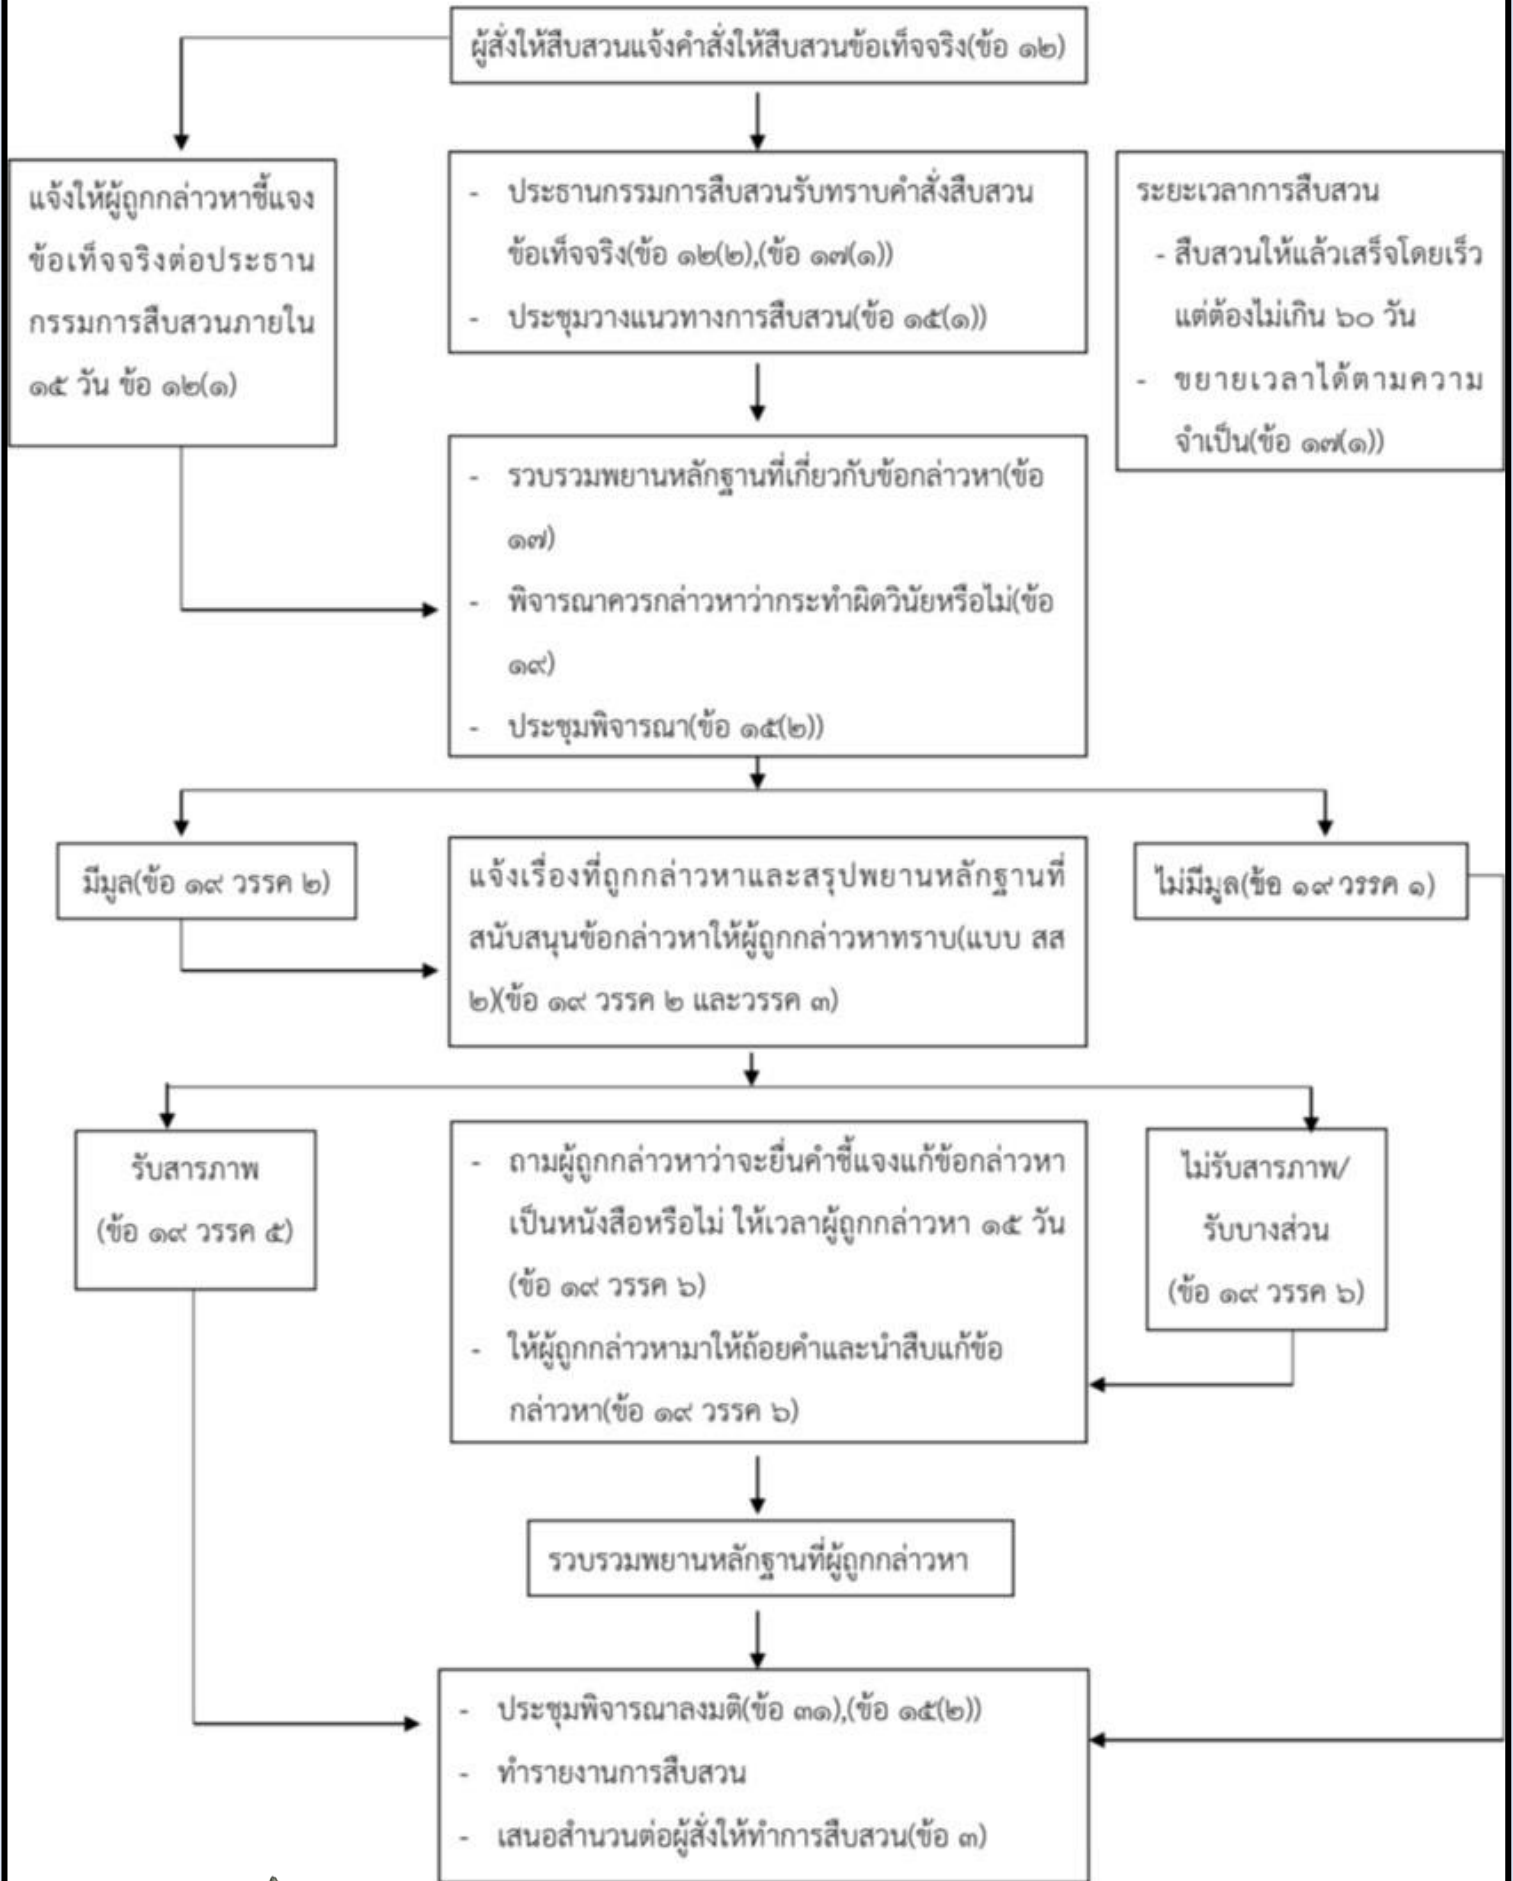 ผู้สั่งให้สืบสวนแจ้งคำสั่งให้สืบสวนข้อเท็จจริง(ข้อ ๑๒)
แจ้งให้ผู้ถูกกล่าวหาชี้แจง
ข้อเท็จจริงต่อประธาน
กรรมการสืบสวนภายใน
๑๕ วัน ข้อ ๑๒(๑)
- ประธานกรรมการสืบสวนรับทราบคำสั่งสืบสวน
ข้อเท็จจริง(ข้อ ๑๒(๒),(ข้อ ๑๗(๑))
- ประชุมวางแนวทางการสืบสวน(ข้อ ๑๕(๑))
ระยะเวลาการสืบสวน
- สืบสวนให้แล้วเสร็จโดยเร็ว
แต่ต้องไม่เกิน ๖๐ วัน
- ขยายเวลาได้ตามความ
จำเป็น(ข้อ ๑๗(๑))
- รวบรวมพยานหลักฐานที่เกี่ยวกับข้อกล่าวหา(ข้อ
๑๗)
- พิจารณาควรกล่าวหาว่ากระทำผิดวินัยหรือไม่(ข้อ
๑๙)
- ประชุมพิจารณา(ข้อ ๑๕(๒))
มีมูล(ข้อ ๑๙ วรรค ๒)
แจ้งเรื่องที่ถูกกล่าวหาและสรุปพยานหลักฐานที่
สนับสนุนข้อกล่าวหาให้ผู้ถูกกล่าวหาทราบ(แบบ สส
๒)(ข้อ ๑๙ วรรค ๒ และวรรค ๓)
ไม่มีมูล(ข้อ ๑๙ วรรค ๑)
รับสารภาพ
(ข้อ ๑๙ วรรค ๕)
- ถามผู้ถูกกล่าวหาว่าจะยื่นคำชี้แจงแก้ข้อกล่าวหา
เป็นหนังสือหรือไม่ ให้เวลาผู้ถูกกล่าวหา ๑๕ วัน
(ข้อ ๑๙ วรรค ๖)
- ให้ผู้ถูกกล่าวหามาให้ถ้อยคำและนำสืบแก้ข้อ
กล่าวหา(ข้อ ๑๙ วรรค ๖)
ไม่รับสารภาพ/
รับบางส่วน
(ข้อ ๑๙ วรรค ๖)
รวบรวมพยานหลักฐานที่ผู้ถูกกล่าวหา
- ประชุมพิจารณาลงมติ(ข้อ ๓๑),(ข้อ ๑๕(๒))
- ทำรายงานการสืบสวน
- เสนอสำนวนต่อผู้สั่งให้ทำการสืบสวน(ข้อ ๓)